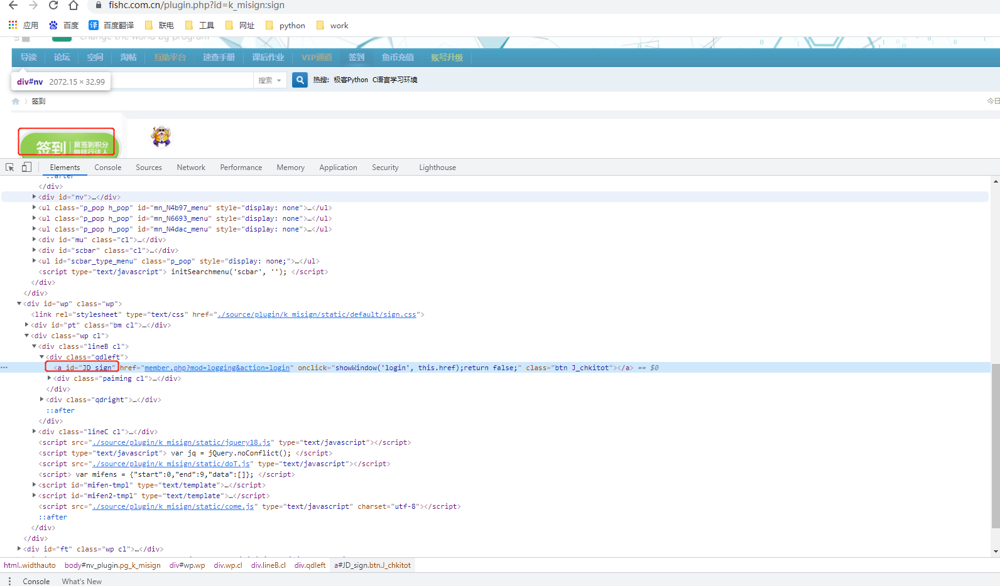 fishc.com.cn/plugin.php?id=k_misign:sign
应用 百度 译 百度翻译 联电 工具 网址 python work
change the world by program
导读 论坛 空间 淘帖 互助平台 速查手册 课后作业 VIP通道 签到 鱼币充值 账号升级
div#nv 2072.15 × 32.99
搜索 热搜: 极客Python C语言学习环境
签到 今日
签到 赢签到积分
做排行达人
Elements Console Sources Network Performance Memory Application Security Lighthouse
::after
</div>
<div id="nv">…</div>
<ul class="p_pop h_pop" id="mn_N4b97_menu" style="display: none">…</ul>
<ul class="p_pop h_pop" id="mn_N6693_menu" style="display: none">…</ul>
<ul class="p_pop h_pop" id="mn_N4dac_menu" style="display: none">…</ul>
<div id="mu" class="cl">…</div>
<div id="scbar" class="cl">…</div>
<ul id="scbar_type_menu" class="p_pop" style="display: none;">…</ul>
<script type="text/javascript"> initSearchmenu('scbar', ''); </script>
</div>
</div>
<div id="wp" class="wp">
<link rel="stylesheet" type="text/css" href="./source/plugin/k_misign/static/default/sign.css">
<div id="pt" class="bm cl">…</div>
<div class="wp cl">
<div class="lineB cl">
<div class="qdleft">
<a id="JD_sign" href="member.php?mod=logging&action=login" onclick="showWindow('login', this.href);return false;" class="btn J_chkitot"></a> == $0
<div class="paiming cl">…</div>
</div>
<div class="qdright">…</div>
::after
</div>
<div class="lineC cl">…</div>
<script src="./source/plugin/k_misign/static/jquery18.js" type="text/javascript"></script>
<script type="text/javascript"> var jq = jQuery.noConflict(); </script>
<script src="./source/plugin/k_misign/static/doT.js" type="text/javascript"></script>
<script> var mifens = {"start":0,"end":9,"data":[]}; </script>
<script id="mifen-tmpl" type="text/template">…</script>
<script id="mifen2-tmpl" type="text/template">…</script>
<script src="./source/plugin/k_misign/static/come.js" type="text/javascript" charset="utf-8"></script>
::after
</div>
</div>
<div id="ft" class="wp cl">…</div>
html..widthauto body#nv_plugin.pg_k_misign div#wp.wp div.wp.cl div.lineB.cl div.qdleft a#JD_sign.btn.J_chkitot
Console What's New